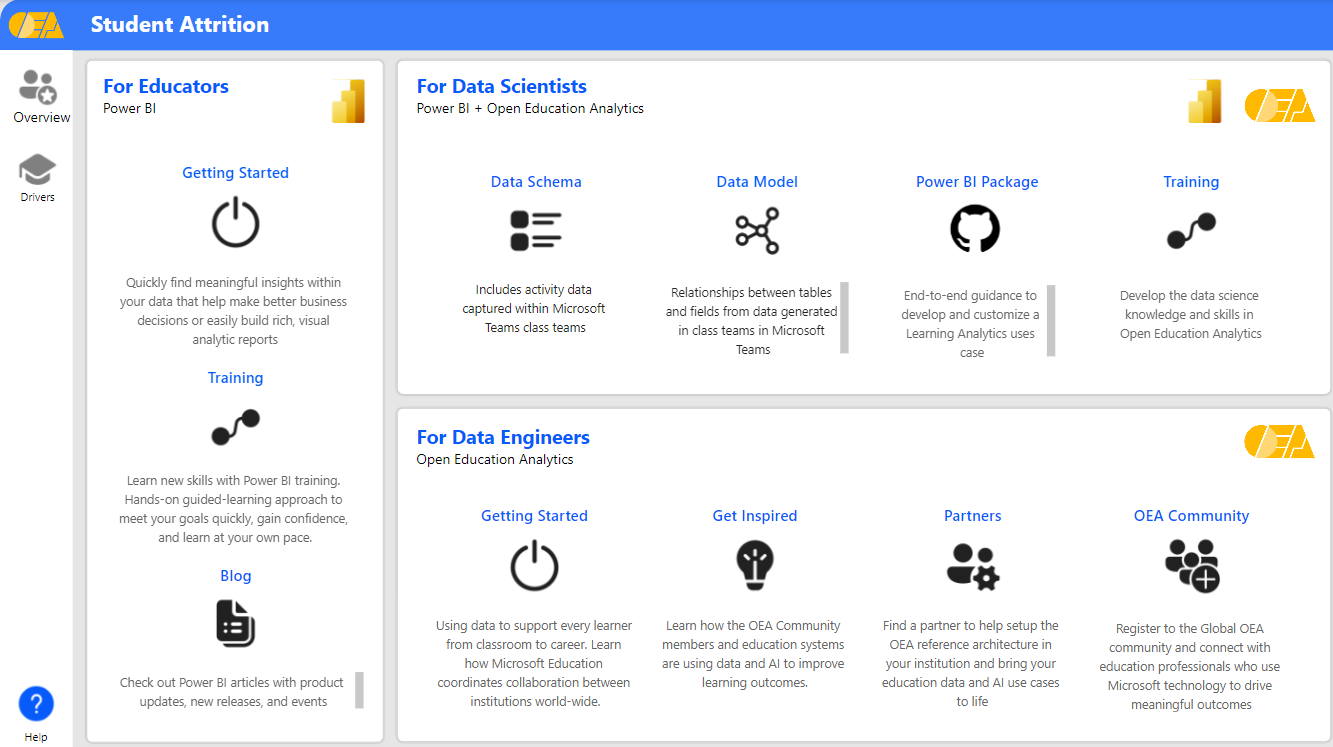 OEA
Student Attrition
Overview
Drivers
?
Help
For Educators
Power BI
Getting Started
Quickly find meaningful insights within
your data that help make better business
decisions or easily build rich, visual
analytic reports
Training
Learn new skills with Power BI training.
Hands-on guided-learning approach to
meet your goals quickly, gain confidence,
and learn at your own pace.
Blog
Check out Power BI articles with product
updates, new releases, and events
For Data Scientists
Power BI + Open Education Analytics
OEA
Data Schema
Includes activity data
captured within Microsoft
Teams class teams
Data Model
Relationships between tables
and fields from data generated
in class teams in Microsoft
Teams
Power BI Package
End-to-end guidance to
develop and customize a
Learning Analytics uses
case
Training
Develop the data science
knowledge and skills in
Open Education Analytics
For Data Engineers
Open Education Analytics
OEA
Getting Started
Using data to support every learner
from classroom to career. Learn
how Microsoft Education
coordinates collaboration between
institutions world-wide.
Get Inspired
Learn how the OEA Community
members and education systems
are using data and AI to improve
learning outcomes.
Partners
Find a partner to help setup the
OEA reference architecture in
your institution and bring your
education data and AI use cases
to life
OEA Community
Register to the Global OEA
community and connect with
education professionals who use
Microsoft technology to drive
meaningful outcomes